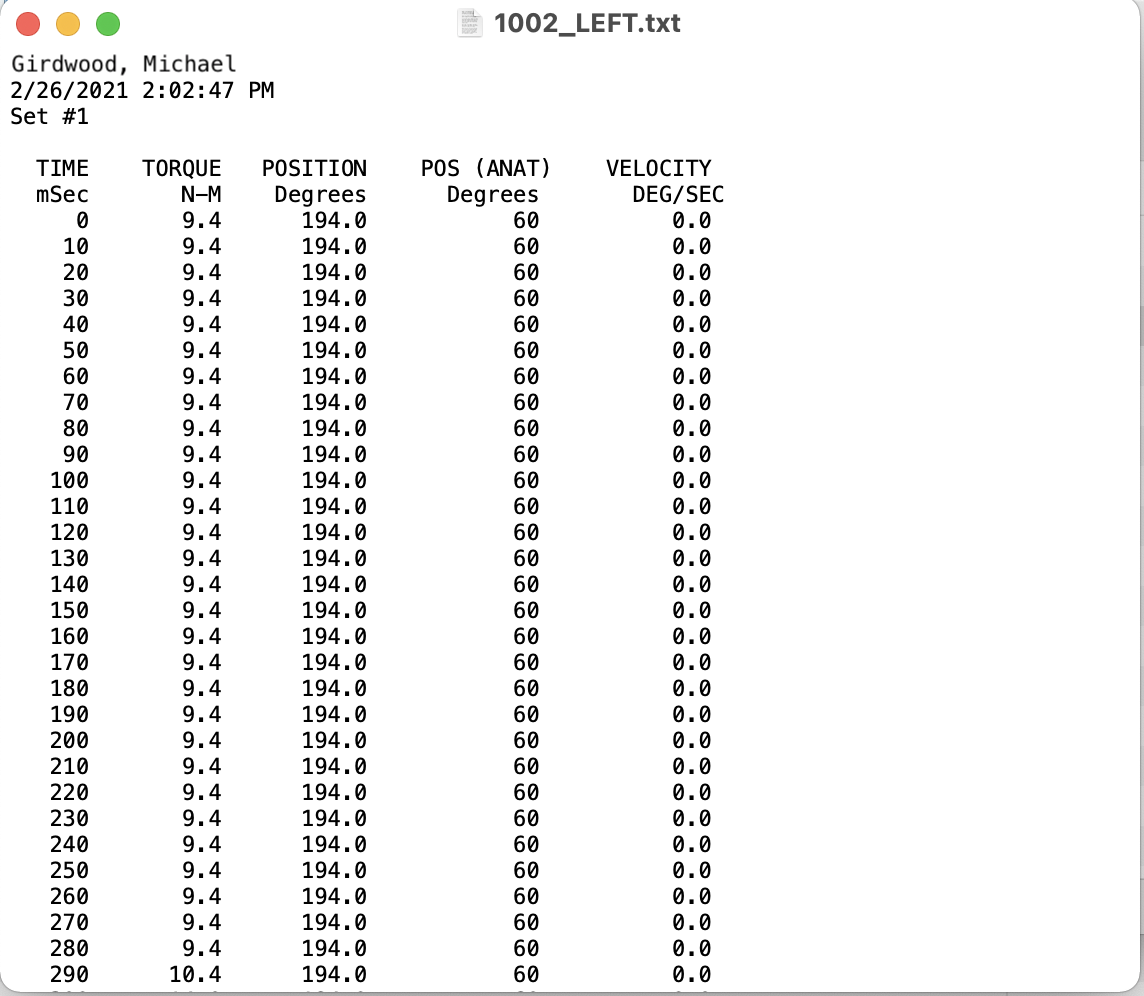 1002_LEFT.txt
Girdwood, Michael
2/26/2021 2:02:47 PM
Set #1
TIME TORQUE POSITION POS (ANAT) VELOCITY
mSec N-M Degrees Degrees DEG/SEC
0 9.4 194.0 60 0.0
10 9.4 194.0 60 0.0
20 9.4 194.0 60 0.0
30 9.4 194.0 60 0.0
40 9.4 194.0 60 0.0
50 9.4 194.0 60 0.0
60 9.4 194.0 60 0.0
70 9.4 194.0 60 0.0
80 9.4 194.0 60 0.0
90 9.4 194.0 60 0.0
100 9.4 194.0 60 0.0
110 9.4 194.0 60 0.0
120 9.4 194.0 60 0.0
130 9.4 194.0 60 0.0
140 9.4 194.0 60 0.0
150 9.4 194.0 60 0.0
160 9.4 194.0 60 0.0
170 9.4 194.0 60 0.0
180 9.4 194.0 60 0.0
190 9.4 194.0 60 0.0
200 9.4 194.0 60 0.0
210 9.4 194.0 60 0.0
220 9.4 194.0 60 0.0
230 9.4 194.0 60 0.0
240 9.4 194.0 60 0.0
250 9.4 194.0 60 0.0
260 9.4 194.0 60 0.0
270 9.4 194.0 60 0.0
280 9.4 194.0 60 0.0
290 10.4 194.0 60 0.0